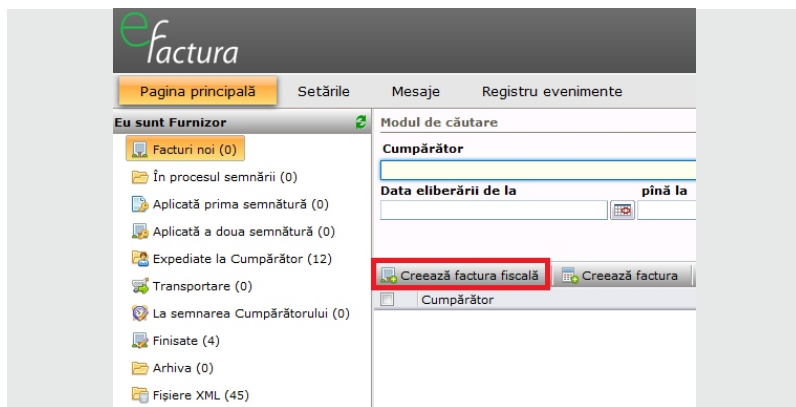 eFactura
Pagina principală Setările Mesaje Registru evenimente
Eu sunt Furnizor
Facturi noi (0)
În procesul semnării (0)
Aplicată prima semnătură (0)
Aplicată a doua semnătură (0)
Expediate la Cumpărător (12)
Transportare (0)
La semnarea Cumpărătorului (0)
Finisate (4)
Arhiva (0)
Fișiere XML (45)
Modul de căutare
Cumpărător
Data eliberării de la pînă la
Creează factura fiscală Creează factura
Cumpărător